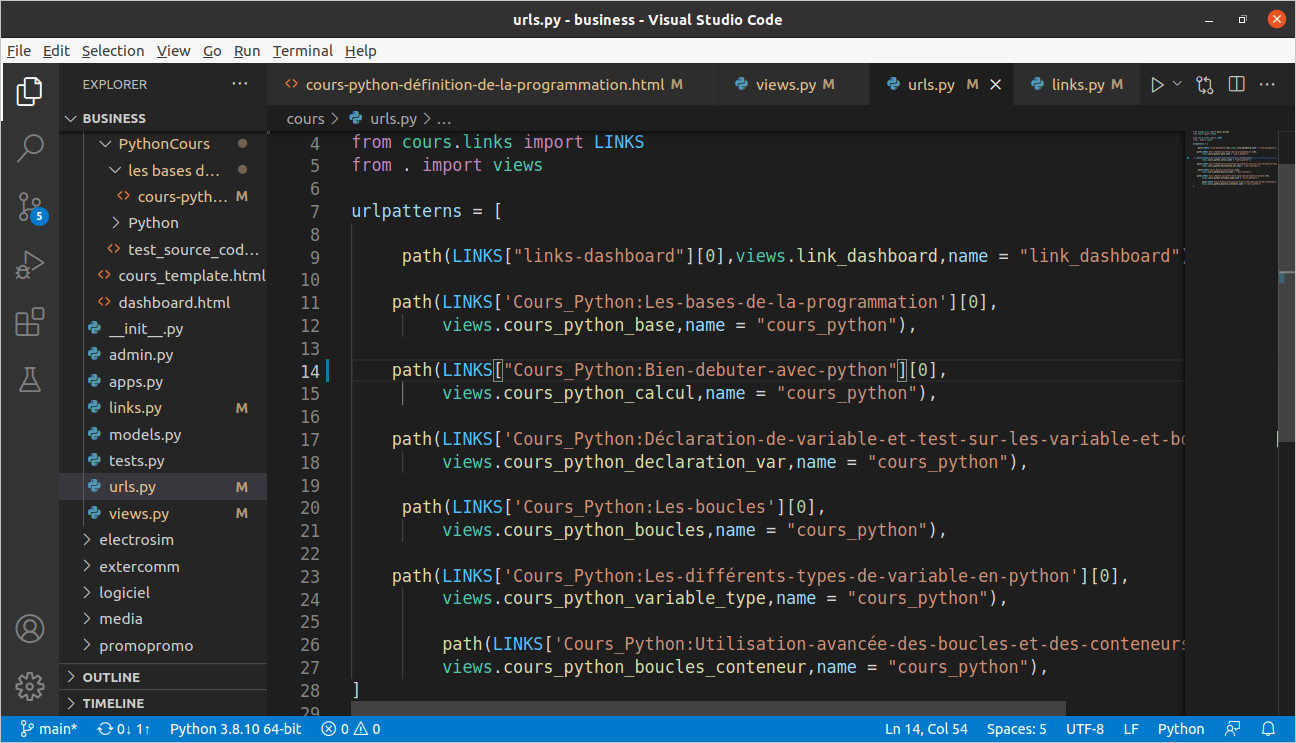 urls.py - business - Visual Studio Code
File Edit Selection View Go Run Terminal Help
EXPLORER ...
BUSINESS
PythonCours
les bases d...
cours-pyth... M
Python
test_source_cod...
cours_template.html
dashboard.html
__init__.py
admin.py
apps.py
links.py M
models.py
tests.py
urls.py M
views.py M
electrosim
extercomm
logiciel
media
promopromo
OUTLINE
TIMELINE
5
cours-python-définition-de-la-programmation.html M views.py M urls.py M links.py M
cours > urls.py > ...
4 from cours.links import LINKS
5 from . import views
6
7 urlpatterns = [
8
9 path(LINKS["links-dashboard"][0],views.link_dashboard,name = "link_dashboard")
10
11 path(LINKS['Cours_Python:Les-bases-de-la-programmation'][0],
12 views.cours_python_base,name = "cours_python"),
13
14 path(LINKS["Cours_Python:Bien-debuter-avec-python"][0],
15 views.cours_python_calcul,name = "cours_python"),
16
17 path(LINKS['Cours_Python:Déclaration-de-variable-et-test-sur-les-variable-et-bo
18 views.cours_python_declaration_var,name = "cours_python"),
19
20 path(LINKS['Cours_Python:Les-boucles'][0],
21 views.cours_python_boucles,name = "cours_python"),
22
23 path(LINKS['Cours_Python:Les-différents-types-de-variable-en-python'][0],
24 views.cours_python_variable_type,name = "cours_python"),
25
26 path(LINKS['Cours_Python:Utilisation-avancée-des-boucles-et-des-conteneurs
27 views.cours_python_boucles_conteneur,name = "cours_python"),
28 ]
29
main* 0↓ 1↑ Python 3.8.10 64-bit 0 0 Ln 14, Col 54 Spaces: 5 UTF-8 LF Python